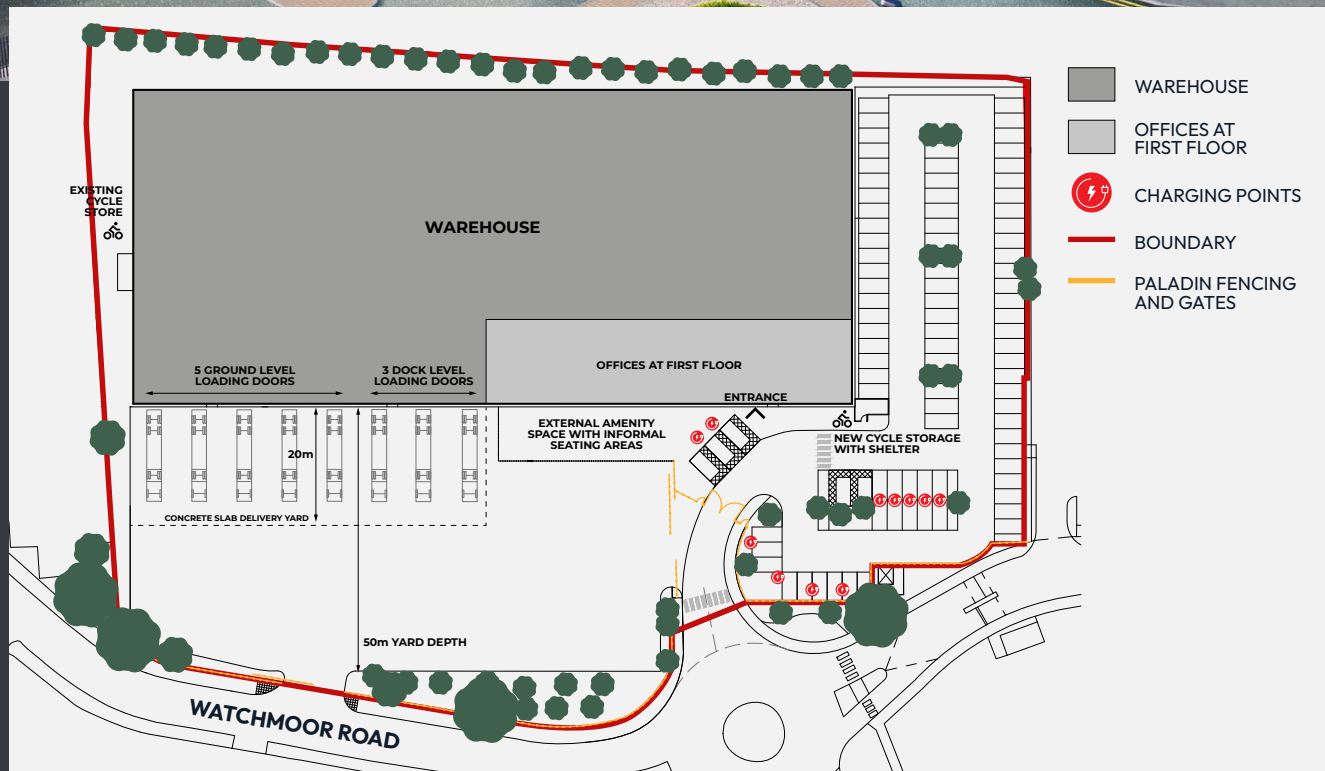 WAREHOUSE
OFFICES AT
FIRST FLOOR
CHARGING POINTS
BOUNDARY
PALADIN FENCING
AND GATES
EXISTING
CYCLE
STORE
WAREHOUSE
5 GROUND LEVEL
LOADING DOORS
3 DOCK LEVEL
LOADING DOORS
OFFICES AT FIRST FLOOR
ENTRANCE
EXTERNAL AMENITY
SPACE WITH INFORMAL
SEATING AREAS
NEW CYCLE STORAGE
WITH SHELTER
20m
CONCRETE SLAB DELIVERY YARD
50m YARD DEPTH
WATCHMOOR ROAD